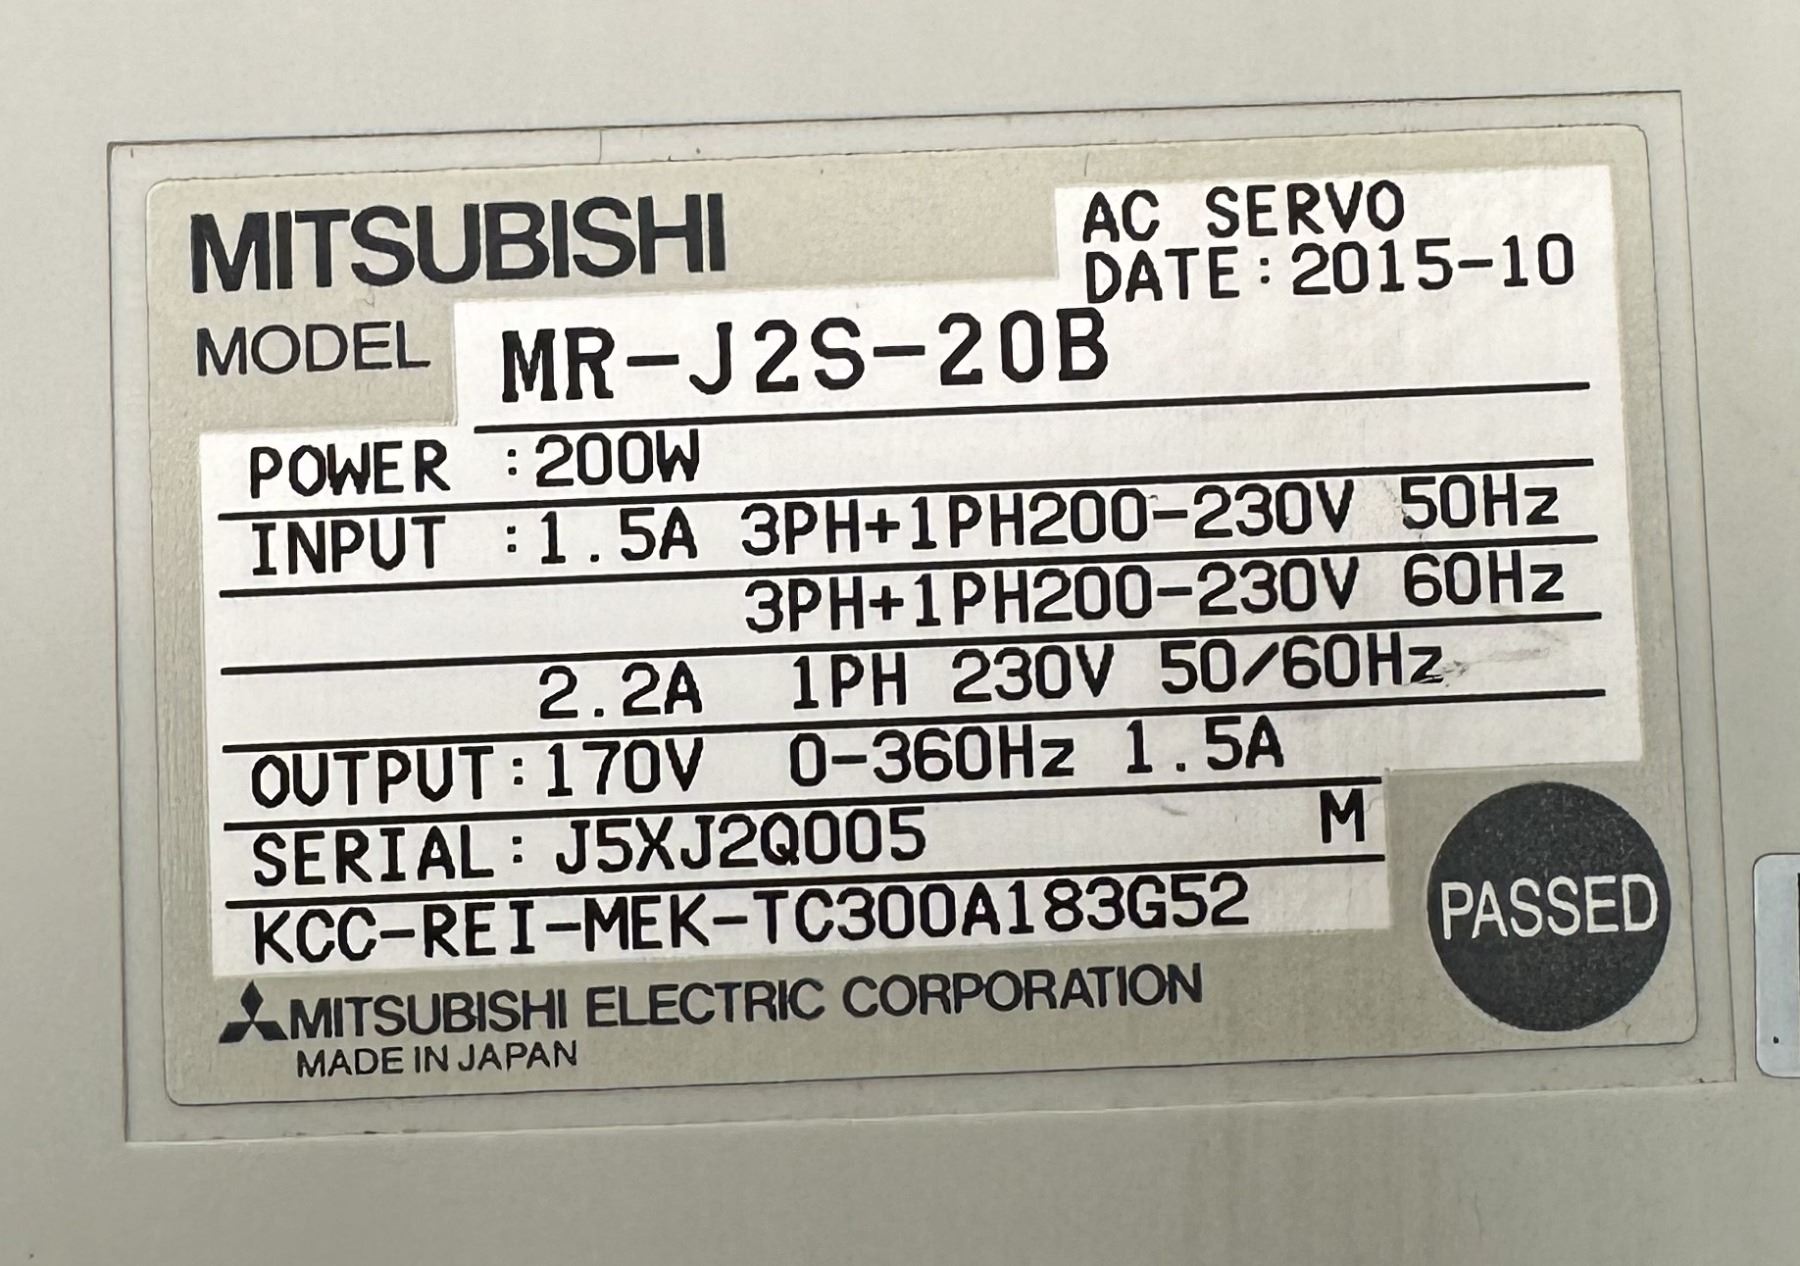 MITSUBISHI
AC SERVO
DATE:2015-10
MODEL MR-J2S-20B
POWER :200W
INPUT :1.5A 3PH+1PH200-230V 50Hz
3PH+1PH200-230V 60Hz
2.2A 1PH 230V 50/60Hz
OUTPUT:170V 0-360Hz 1.5A
SERIAL: J5XJ2Q005 M
KCC-REI-MEK-TC300A183G52
PASSED
MITSUBISHI ELECTRIC CORPORATION
MADE IN JAPAN